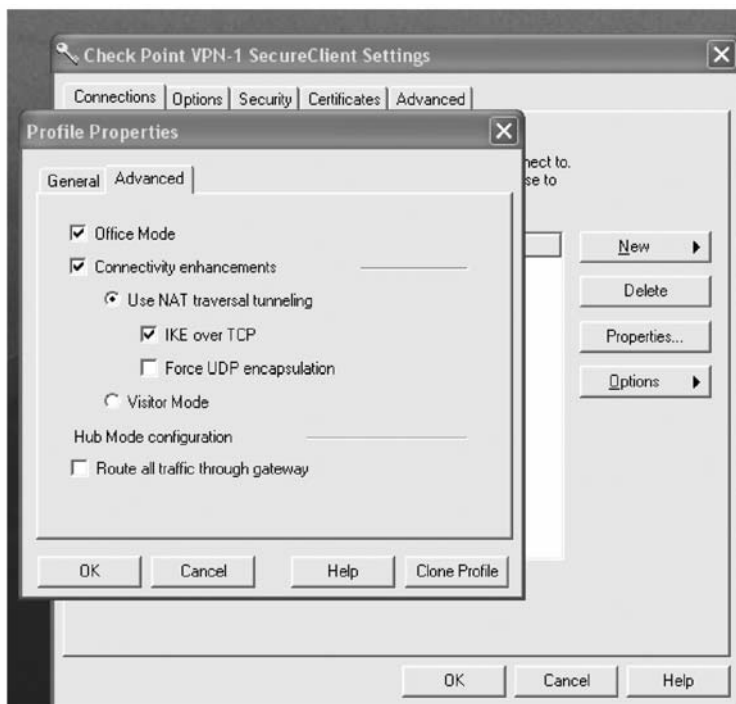 Check Point VPN-1 SecureClient Settings
Connections Options Security Certificates Advanced
Profile Properties
nect to.
se to
General Advanced
Office Mode
Connectivity enhancements
Use NAT traversal tunneling
IKE over TCP
Force UDP encapsulation
Visitor Mode
Hub Mode configuration
Route all traffic through gateway
OK Cancel Help Clone Profile
New
Delete
Properties...
Options
OK Cancel Help